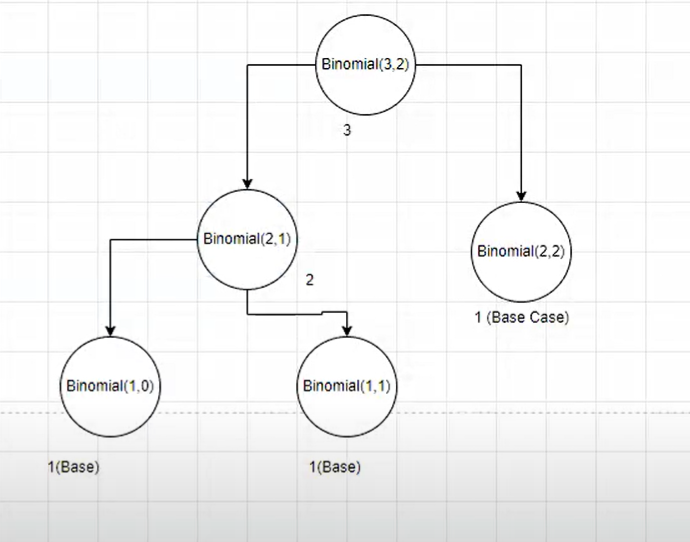 Binomial(3,2)
3
Binomial(2,1)
Binomial(2,2)
2
1 (Base Case)
Binomial(1,0)
Binomial(1,1)
1(Base)
1(Base)